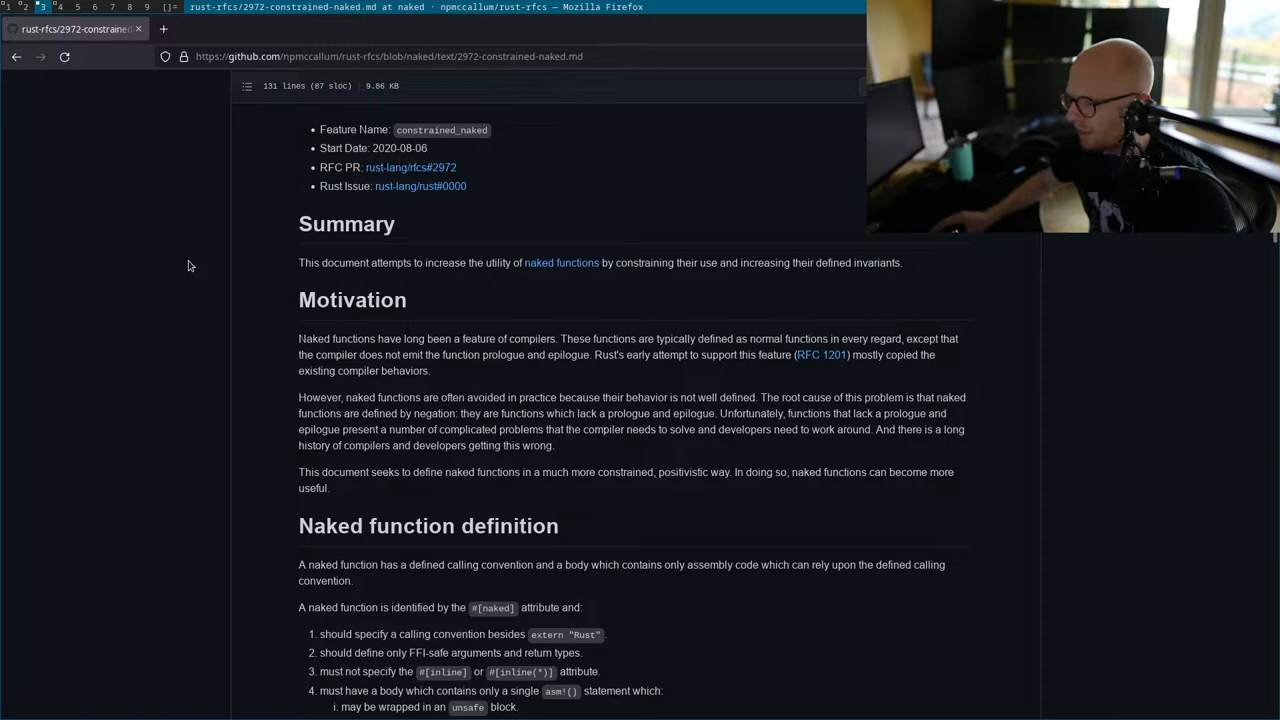 1 2 3 4 5 6 7 8 9 []= rust-rfcs/2972-constrained-naked.md at naked · npmccallum/rust-rfcs — Mozilla Firefox
rust-rfcs/2972-constrained
https://github.com/npmccallum/rust-rfcs/blob/naked/text/2972-constrained-naked.md
131 lines (87 sloc) 9.86 KB
Feature Name: constrained_naked
Start Date: 2020-08-06
RFC PR: rust-lang/rfcs#2972
Rust Issue: rust-lang/rust#0000
Summary
This document attempts to increase the utility of naked functions by constraining their use and increasing their defined invariants.
Motivation
Naked functions have long been a feature of compilers. These functions are typically defined as normal functions in every regard, except that
the compiler does not emit the function prologue and epilogue. Rust's early attempt to support this feature (RFC 1201) mostly copied the
existing compiler behaviors.
However, naked functions are often avoided in practice because their behavior is not well defined. The root cause of this problem is that naked
functions are defined by negation: they are functions which lack a prologue and epilogue. Unfortunately, functions that lack a prologue and
epilogue present a number of complicated problems that the compiler needs to solve and developers need to work around. And there is a long
history of compilers and developers getting this wrong.
This document seeks to define naked functions in a much more constrained, positivistic way. In doing so, naked functions can become more
useful.
Naked function definition
A naked function has a defined calling convention and a body which contains only assembly code which can rely upon the defined calling
convention.
A naked function is identified by the #[naked] attribute and:
1. should specify a calling convention besides extern "Rust".
2. should define only FFI-safe arguments and return types.
3. must not specify the #[inline] or #[inline(*)] attribute.
4. must have a body which contains only a single asm!() statement which:
i. may be wrapped in an unsafe block.